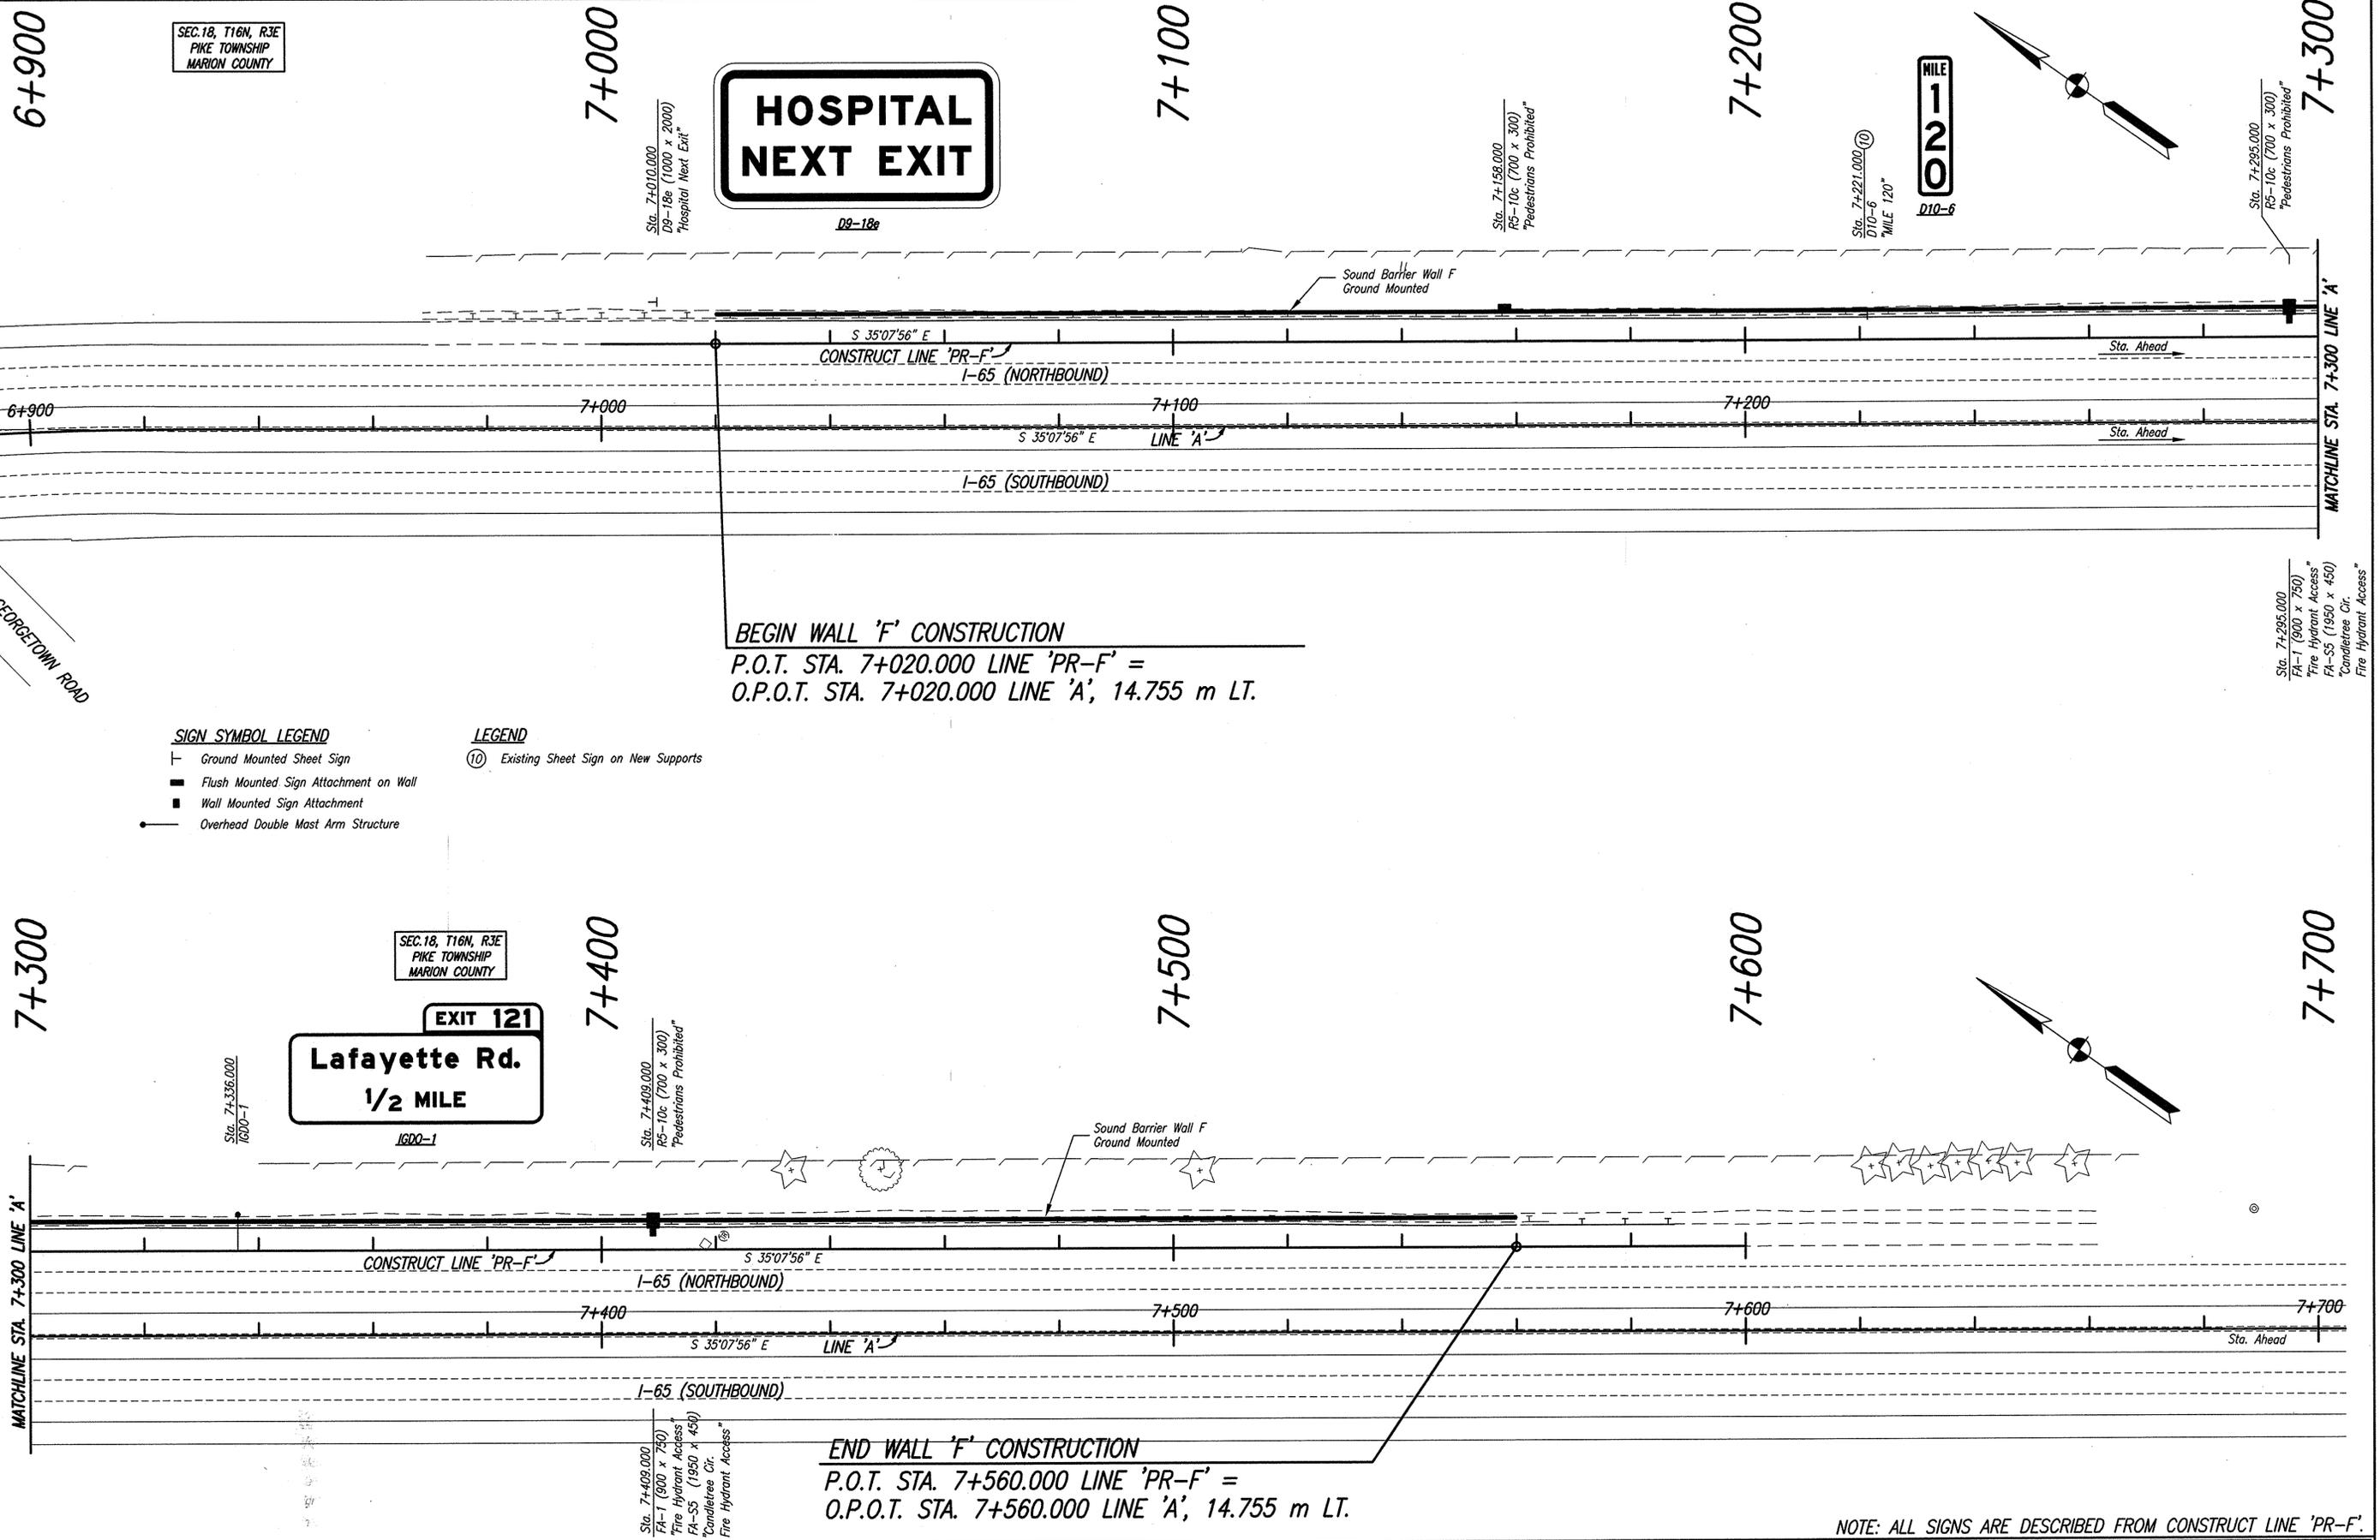 6+900
7+000
7+100
7+200
7+300
SEC.18, T16N, R3E
PIKE TOWNSHIP
MARION COUNTY
Sta. 7+010.000
D9-18e (1000 x 2000)
"Hospital Next Exit"
HOSPITAL
NEXT EXIT
D9-18e
Sta. 7+158.000
R5-10c (700 x 300)
"Pedestrians Prohibited"
Sta. 7+221.000 10
D10-6
"MILE 120"
MILE
1
2
0
D10-6
Sta. 7+295.000
R5-10c (700 x 300)
"Pedestrians Prohibited"
Sound Barrier Wall F
Ground Mounted
S 35°07'56" E
CONSTRUCT LINE 'PR-F'
Sta. Ahead
I-65 (NORTHBOUND)
6+900
7+000
7+100
7+200
S 35°07'56" E
LINE 'A'
Sta. Ahead
I-65 (SOUTHBOUND)
MATCHLINE STA. 7+300 LINE 'A'
GEORGETOWN ROAD
BEGIN WALL 'F' CONSTRUCTION
P.O.T. STA. 7+020.000 LINE 'PR-F' =
O.P.O.T. STA. 7+020.000 LINE 'A', 14.755 m LT.
Sta. 7+295.000
FA-1 (900 x 750)
"Fire Hydrant Access"
FA-S5 (1950 x 450)
"Candletree Cir.
Fire Hydrant Access"
SIGN SYMBOL LEGEND
Ground Mounted Sheet Sign
Flush Mounted Sign Attachment on Wall
Wall Mounted Sign Attachment
Overhead Double Mast Arm Structure
LEGEND
10 Existing Sheet Sign on New Supports
7+300
7+400
7+500
7+600
7+700
SEC.18, T16N, R3E
PIKE TOWNSHIP
MARION COUNTY
Sta. 7+336.000
IGDO-1
EXIT 121
Lafayette Rd.
1/2 MILE
IGDO-1
Sta. 7+409.000
R5-10c (700 x 300)
"Pedestrians Prohibited"
Sound Barrier Wall F
Ground Mounted
MATCHLINE STA. 7+300 LINE 'A'
CONSTRUCT LINE 'PR-F'
S 35°07'56" E
I-65 (NORTHBOUND)
7+400
7+500
7+600
7+700
S 35°07'56" E
LINE 'A'
Sta. Ahead
I-65 (SOUTHBOUND)
Sta. 7+409.000
FA-1 (900 x 750)
"Fire Hydrant Access"
FA-S5 (1950 x 450)
"Candletree Cir.
Fire Hydrant Access"
END WALL 'F' CONSTRUCTION
P.O.T. STA. 7+560.000 LINE 'PR-F' =
O.P.O.T. STA. 7+560.000 LINE 'A', 14.755 m LT.
NOTE: ALL SIGNS ARE DESCRIBED FROM CONSTRUCT LINE 'PR-F'.